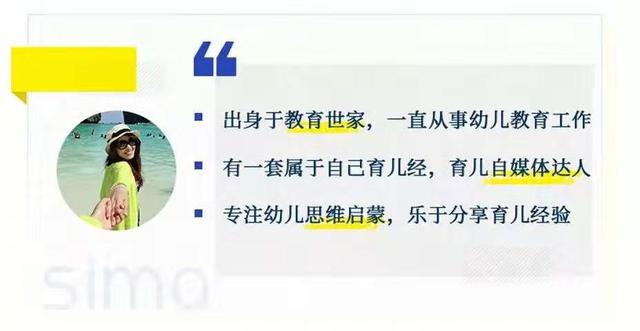 出身于教育世家，一直从事幼儿教育工作
有一套属于自己育儿经，育儿自媒体达人
专注幼儿思维启蒙，乐于分享育儿经验
sima